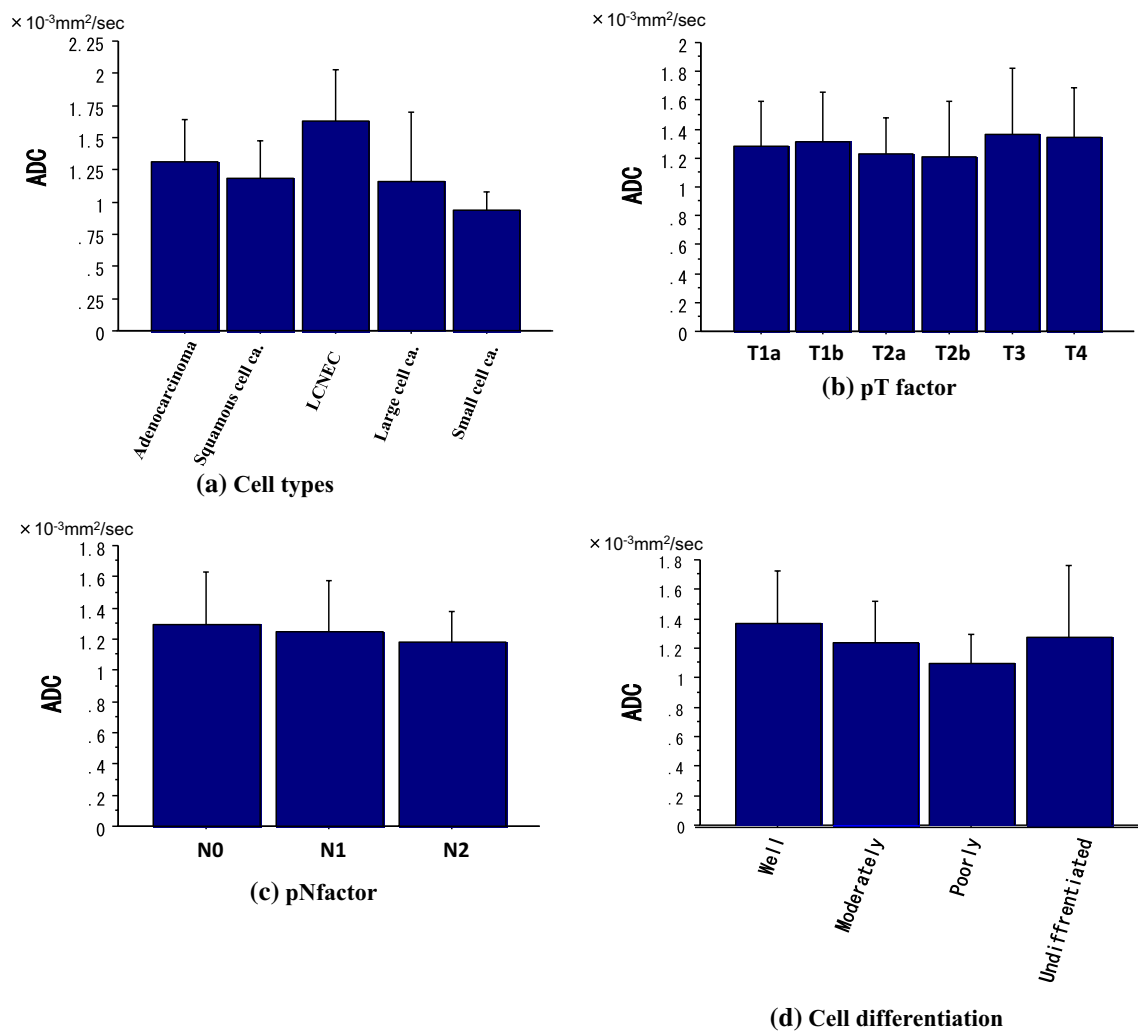 ×10⁻³mm²/sec
2.25
2
1.75
1.5
1.25
1
.75
.5
.25
0
ADC
Adenocarcinoma
Squamous cell ca.
LCNEC
Large cell ca.
Small cell ca.
(a) Cell types
×10⁻³mm²/sec
2
1.8
1.6
1.4
1.2
1
.8
.6
.4
.2
0
ADC
T1a T1b T2a T2b T3 T4
(b) pT factor
×10⁻³mm²/sec
1.8
1.6
1.4
1.2
1
.8
.6
.4
.2
0
ADC
N0 N1 N2
(c) pNfactor
×10⁻³mm²/sec
1.8
1.6
1.4
1.2
1
.8
.6
.4
.2
0
ADC
Well
Moderately
Poorly
Undiffrentiated
(d) Cell differentiation